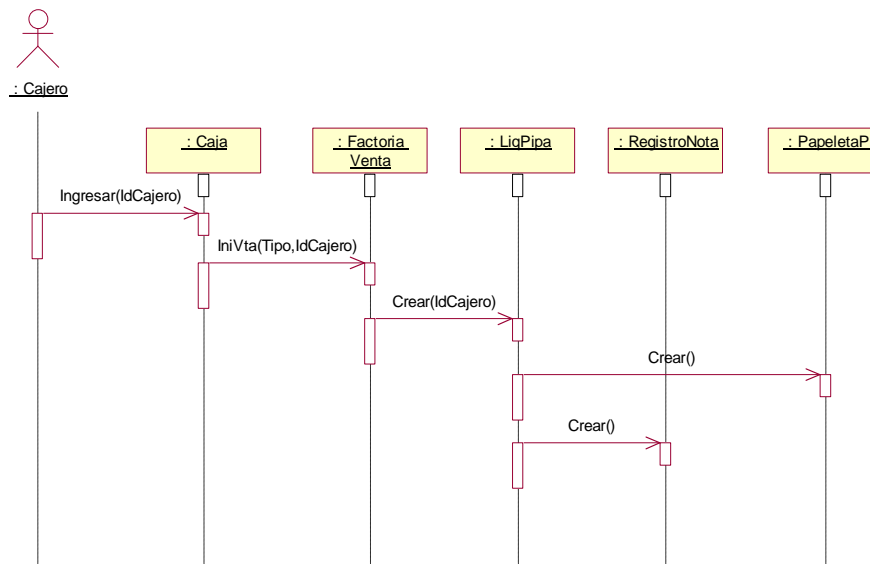 : Cajero
: Caja
: Factoria
Venta
: LiqPipa
: RegistroNota
: PapeletaP
Ingresar(IdCajero)
IniVta(Tipo,IdCajero)
Crear(IdCajero)
Crear()
Crear()